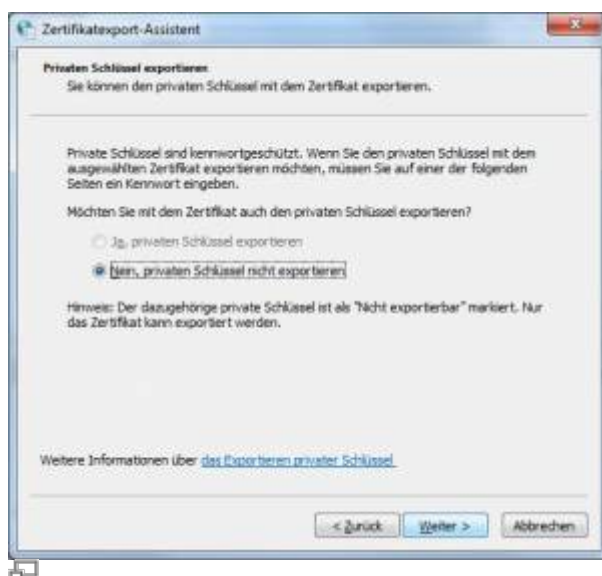 Zertifikatexport-Assistent
Privaten Schlüssel exportieren
Sie können den privaten Schlüssel mit dem Zertifikat exportieren.
Private Schlüssel sind kennwortgeschützt. Wenn Sie den privaten Schlüssel mit dem
ausgewählten Zertifikat exportieren möchten, müssen Sie auf einer der folgenden
Seiten ein Kennwort eingeben.
Möchten Sie mit dem Zertifikat auch den privaten Schlüssel exportieren?
Ja, privaten Schlüssel exportieren
Nein, privaten Schlüssel nicht exportieren
Hinweis: Der dazugehörige private Schlüssel ist als "Nicht exportierbar" markiert. Nur
das Zertifikat kann exportiert werden.
Weitere Informationen über das Exportieren privater Schlüssel
< Zurück Weiter > Abbrechen